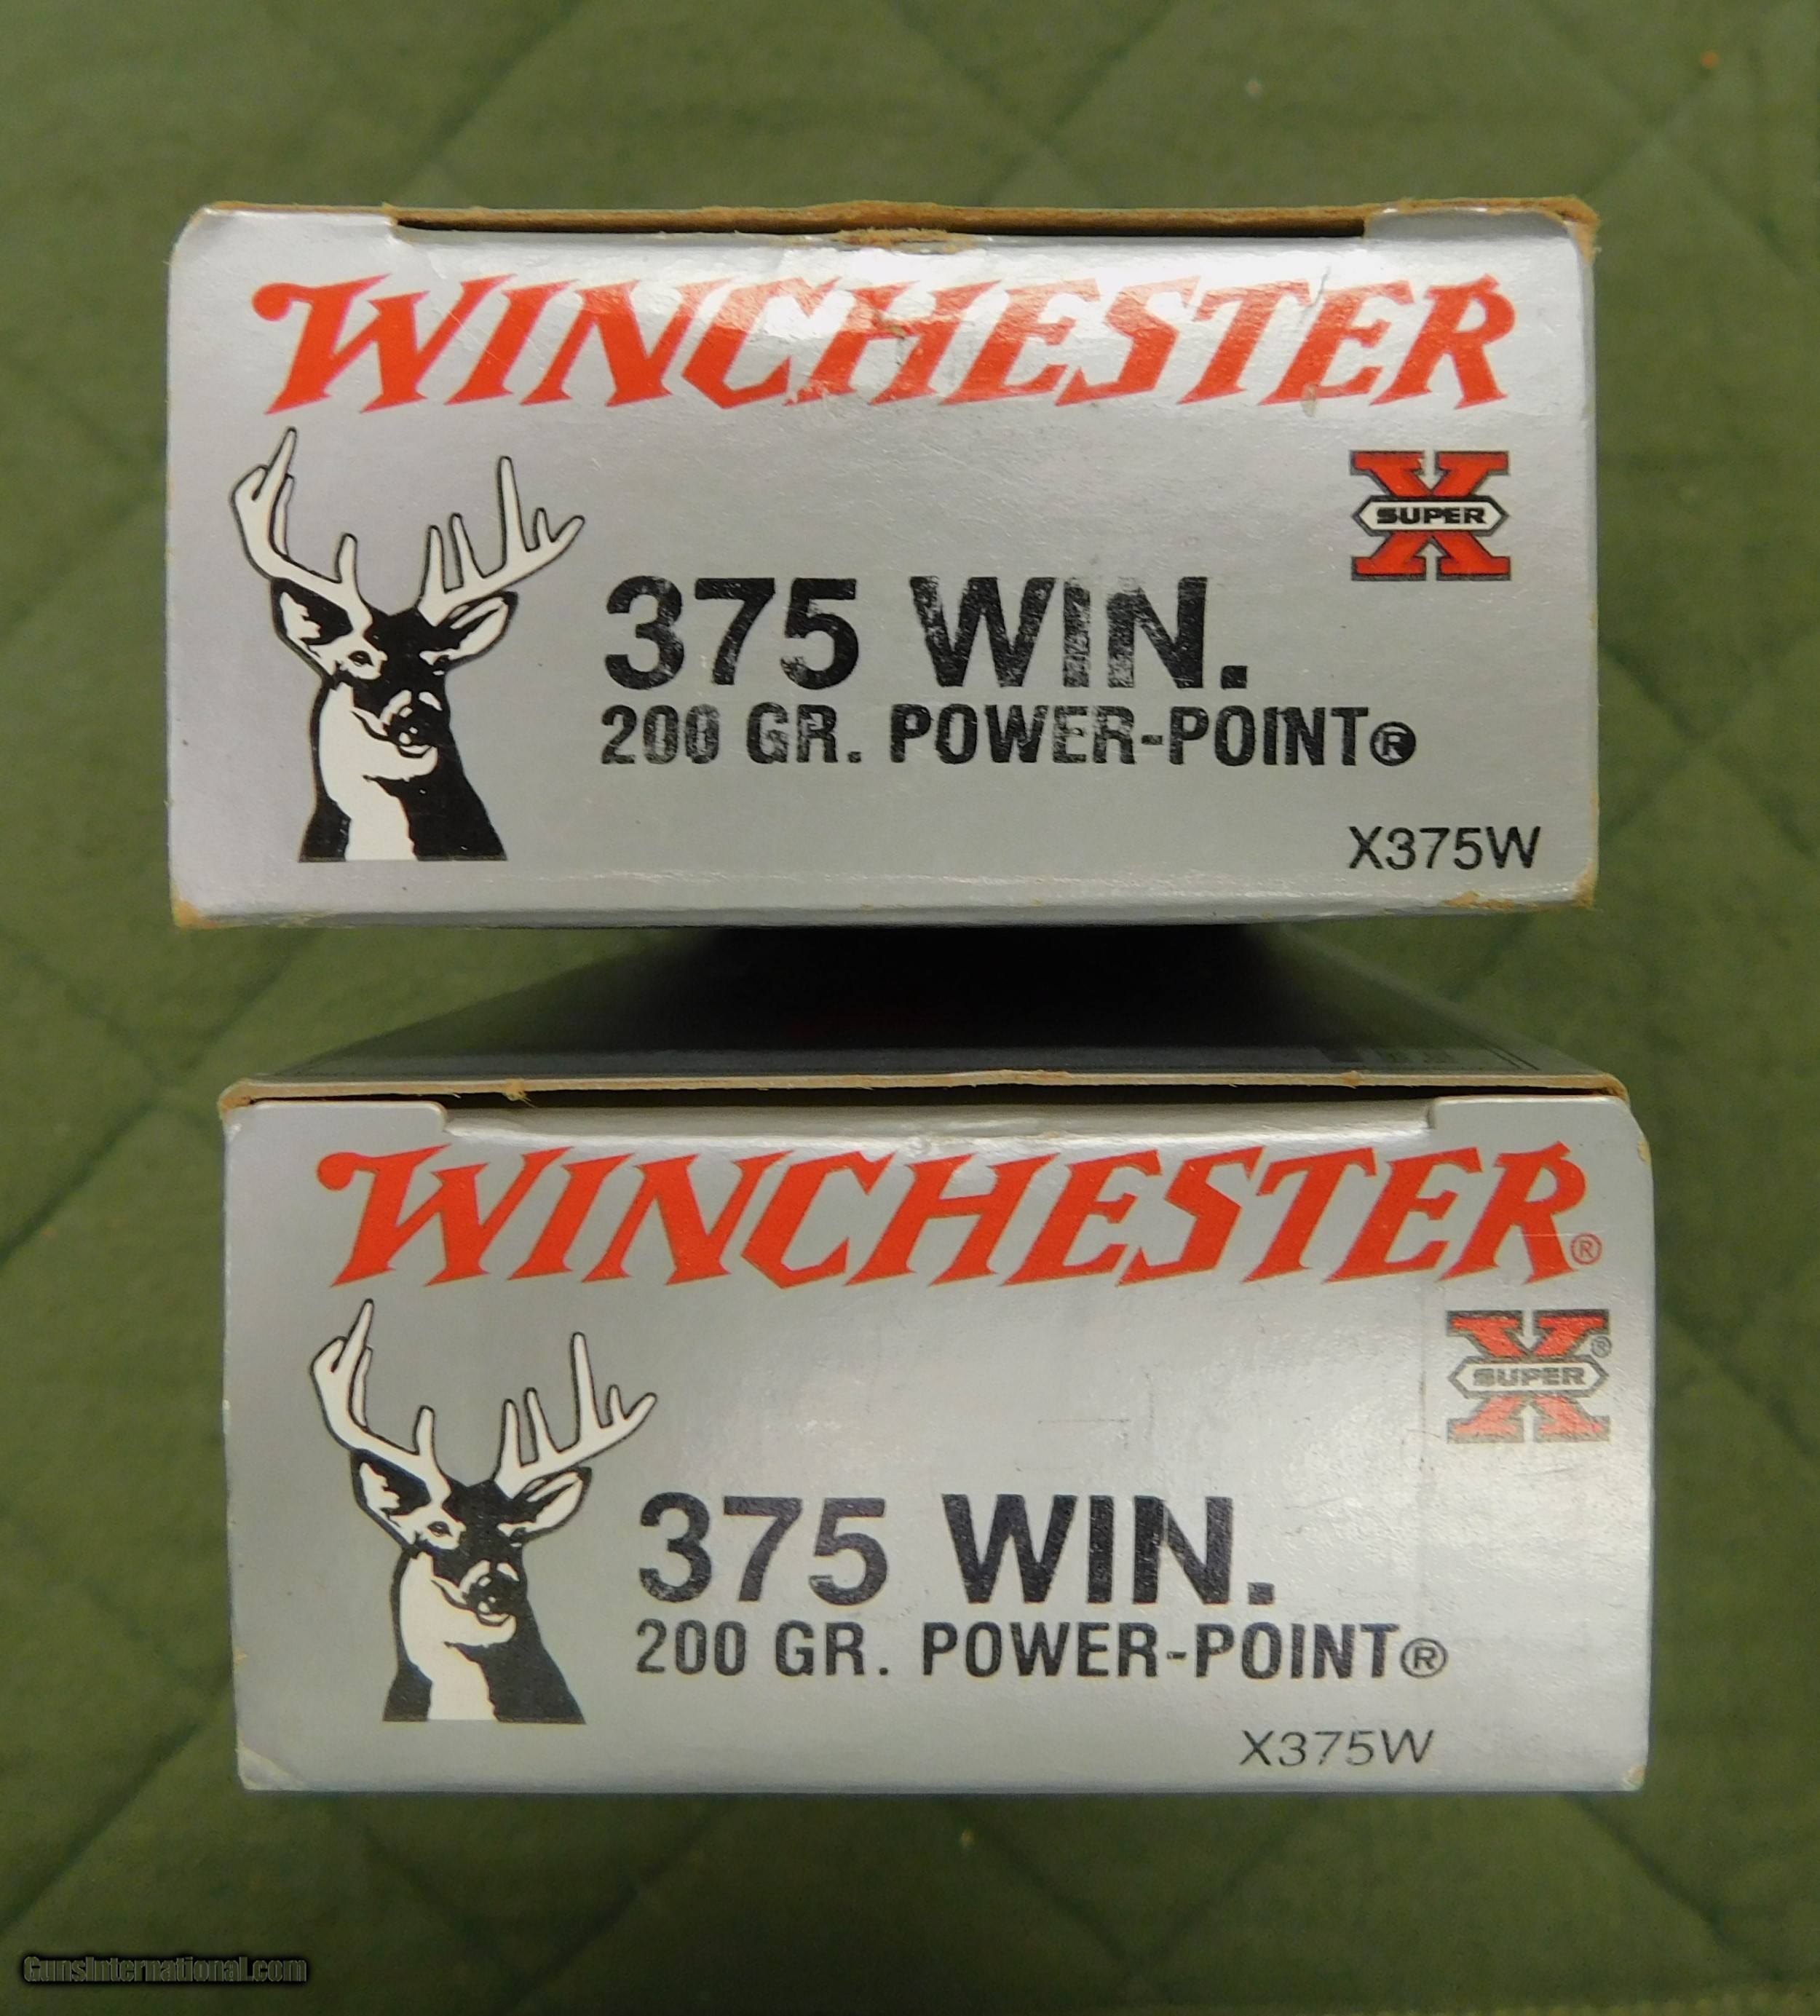 WINCHESTER
X
SUPER
375 WIN.
200 GR. POWER-POINT®
X375W
WINCHESTER®
X®
SUPER
375 WIN.
200 GR. POWER-POINT®
X375W
GunsInternational.com